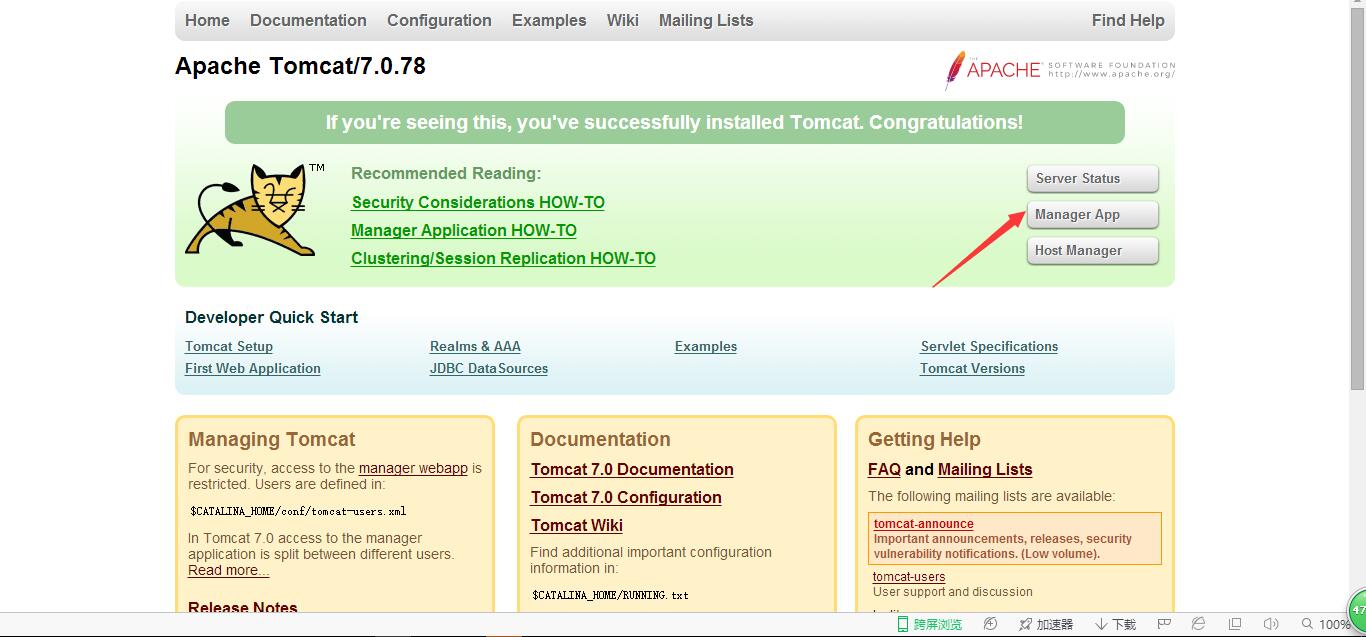 Home Documentation Configuration Examples Wiki Mailing Lists Find Help
Apache Tomcat/7.0.78
THE APACHE SOFTWARE FOUNDATION
http://www.apache.org/
If you're seeing this, you've successfully installed Tomcat. Congratulations!
TM
Recommended Reading:
Security Considerations HOW-TO
Manager Application HOW-TO
Clustering/Session Replication HOW-TO
Server Status
Manager App
Host Manager
Developer Quick Start
Tomcat Setup
First Web Application
Realms & AAA
JDBC DataSources
Examples
Servlet Specifications
Tomcat Versions
Managing Tomcat
For security, access to the manager webapp is
restricted. Users are defined in:
$CATALINA_HOME/conf/tomcat-users.xml
In Tomcat 7.0 access to the manager
application is split between different users.
Read more...
Release Notes
Documentation
Tomcat 7.0 Documentation
Tomcat 7.0 Configuration
Tomcat Wiki
Find additional important configuration
information in:
$CATALINA_HOME/RUNNING.txt
Getting Help
FAQ and Mailing Lists
The following mailing lists are available:
tomcat-announce
Important announcements, releases, security
vulnerability notifications. (Low volume).
tomcat-users
User support and discussion
跨屏浏览 加速器 下载 100%
47